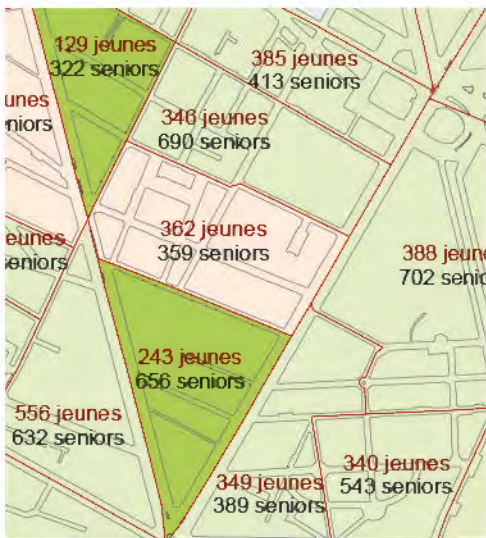 129 jeunes
322 seniors
385 jeunes
413 seniors
346 jeunes
690 seniors
362 jeunes
359 seniors
388
702
243 jeunes
656 seniors
556 jeunes
632 seniors
349 jeunes
389 seniors
340 jeunes
543 seniors